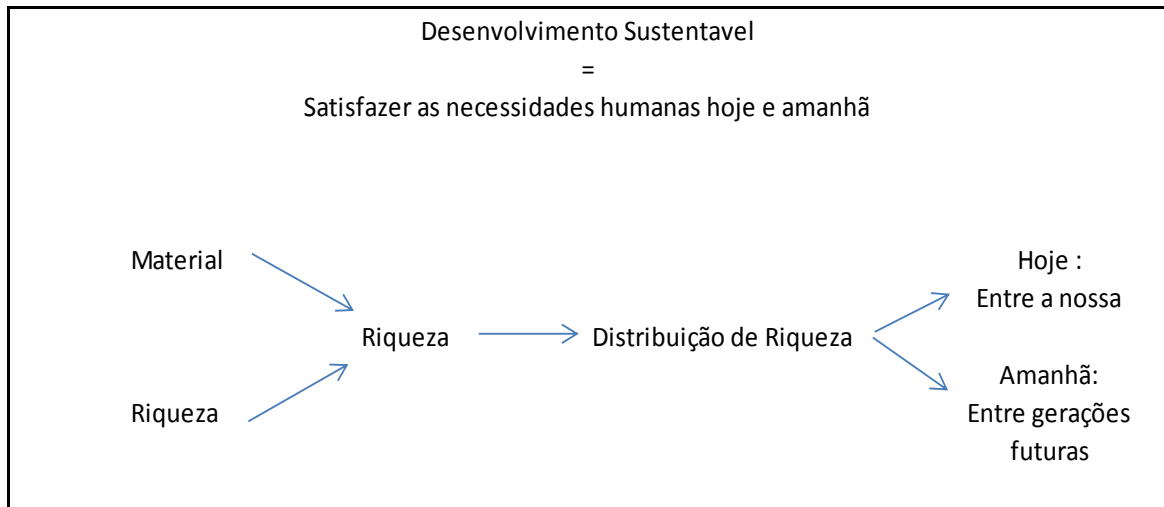 Desenvolvimento Sustentavel
=
Satisfazer as necessidades humanas hoje e amanhã
Material
Riqueza
Riqueza
Distribuição de Riqueza
Hoje :
Entre a nossa
Amanhã:
Entre gerações
futuras